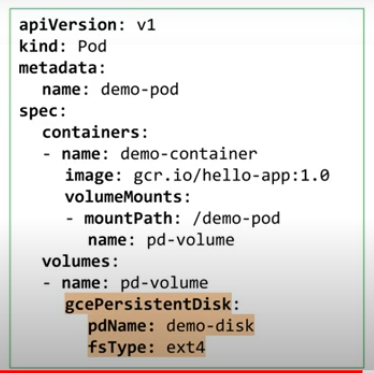 apiVersion: v1
kind: Pod
metadata:
  name: demo-pod
spec:
  containers:
  - name: demo-container
    image: gcr.io/hello-app:1.0
    volumeMounts:
    - mountPath: /demo-pod
      name: pd-volume
  volumes:
  - name: pd-volume
    gcePersistentDisk:
      pdName: demo-disk
      fsType: ext4